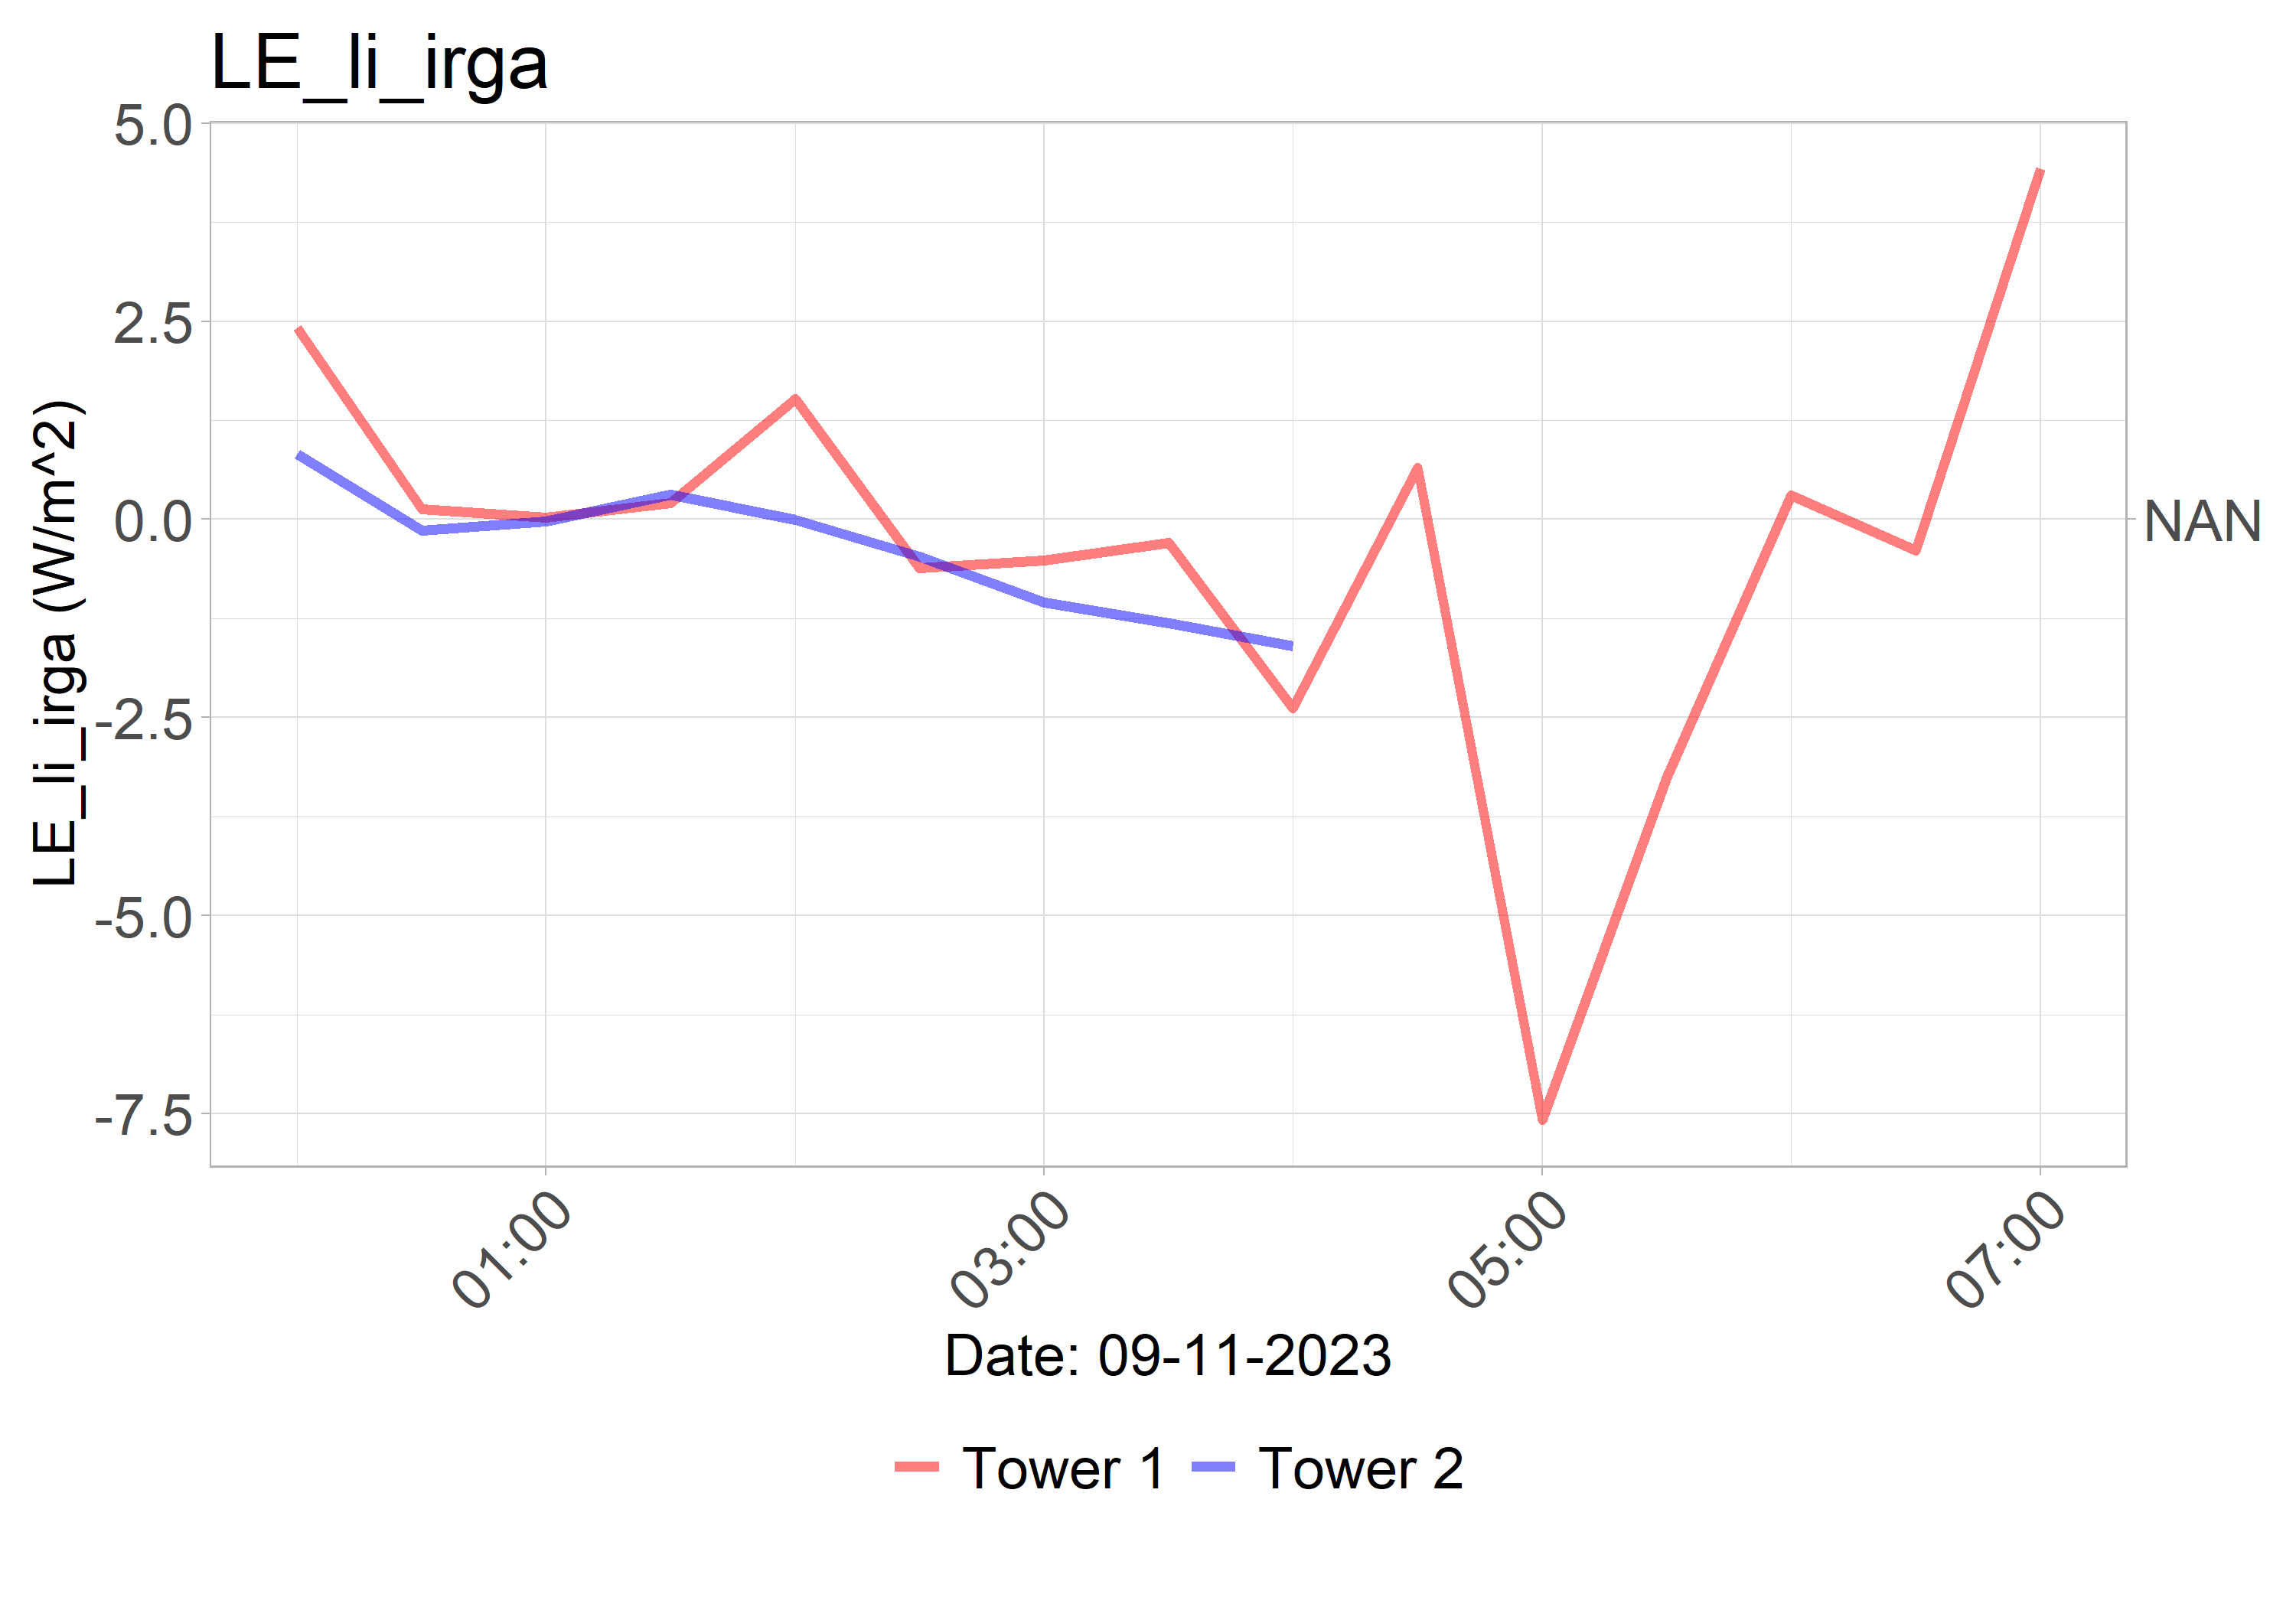 LE_li_irga
5.0
2.5
0.0
-2.5
-5.0
-7.5
LE_li_irga (W/m^2)
NAN
01:00
03:00
05:00
07:00
Date: 09-11-2023
Tower 1
Tower 2